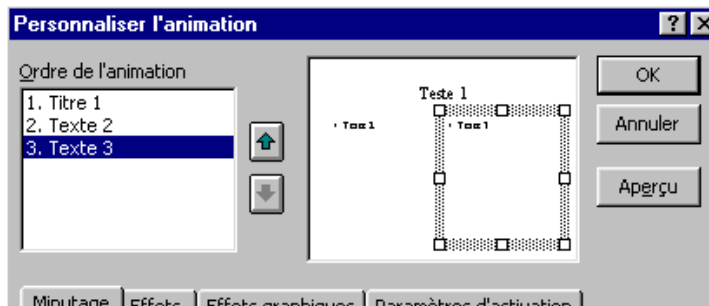 Personnaliser l'animation
Ordre de l'animation
1. Titre 1
2. Texte 2
3. Texte 3
Teste 1
OK
Annuler
Aperçu
Minutage Effets Effets graphiques Paramètres d'activation